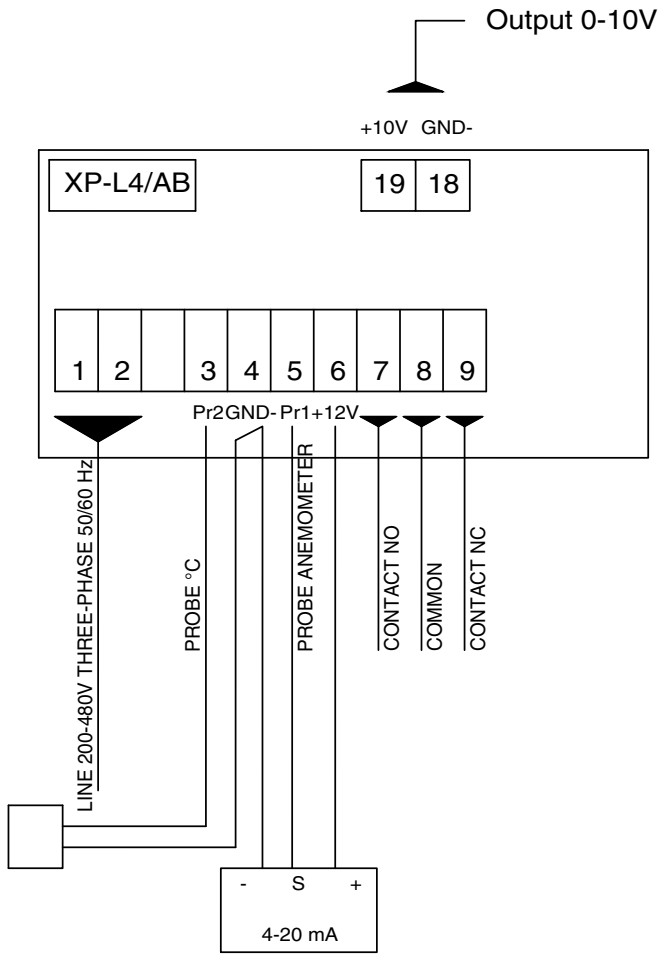 Output 0-10V
+10V GND-
XP-L4/AB
19 18
1 2 3 4 5 6 7 8 9
Pr2GND-Pr1+12V
LINE 200-480V THREE-PHASE 50/60 Hz
PROBE °C
PROBE ANEMOMETER
CONTACT NO
COMMON
CONTACT NC
- S +
4-20 mA